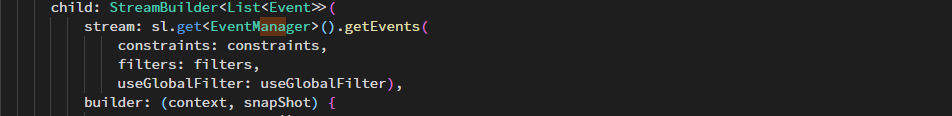 child: StreamBuilder<List<Event>>(
stream: sl.get<EventManager>().getEvents(
constraints: constraints,
filters: filters,
useGlobalFilter: useGlobalFilter),
builder: (context, snapShot) {